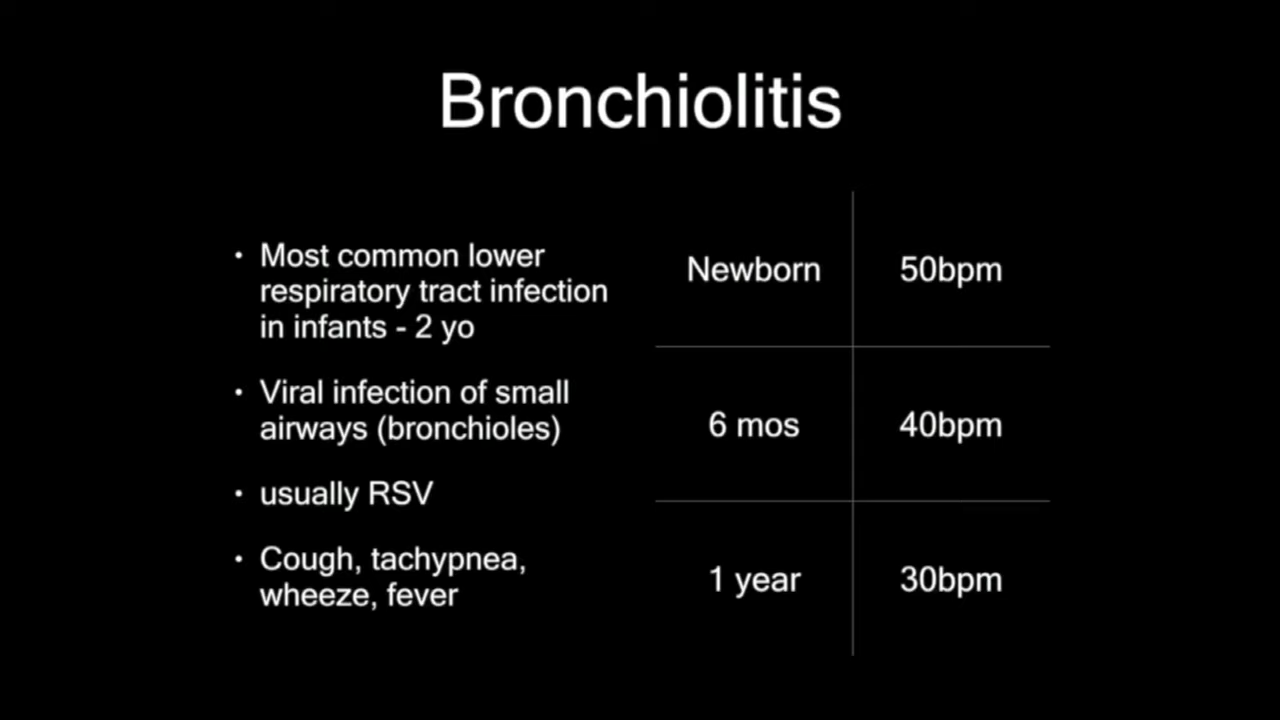 Bronchiolitis
• Most common lower
respiratory tract infection
in infants - 2 yo
• Viral infection of small
airways (bronchioles)
• usually RSV
• Cough, tachypnea,
wheeze, fever
Newborn 50bpm
6 mos 40bpm
1 year 30bpm